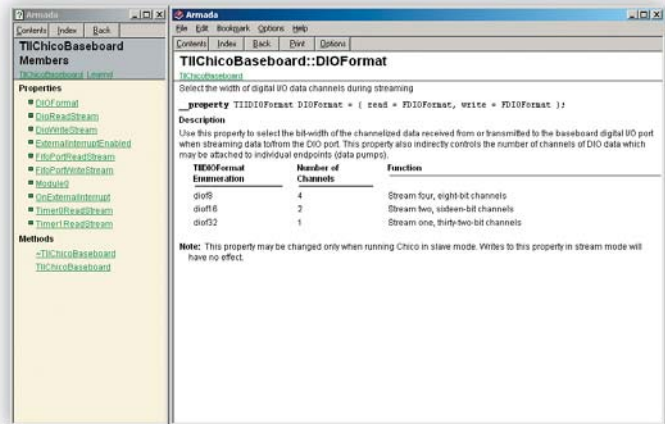 Armada
Contents Index Back
TIIChicoBaseboard
Members
TIIChicoBaseboard Legend
Properties
DIOFormat
DioReadStream
DioWriteStream
ExternalInterruptEnabled
FifoPortReadStream
FifoPortWriteStream
Module0
OnExternalInterrupt
Timer0ReadStream
Timer1ReadStream
Methods
~TIIChicoBaseboard
TIIChicoBaseboard
Armada
File Edit Bookmark Options Help
Contents Index Back Print Options
TIIChicoBaseboard::DIOFormat
TIIChicoBaseboard
Select the width of digital I/O data channels during streaming
__property TIIDIOFormat DIOFormat = { read = FDIOFormat, write = FDIOFormat };
Description
Use this property to select the bit-width of the channelized data received from or transmitted to the baseboard digital I/O port
when streaming data to/from the DIO port. This property also indirectly controls the number of channels of DIO data which
may be attached to individual endpoints (data pumps).
TIIDIOFormat Number of Function
Enumeration Channels
diof8 4 Stream four, eight-bit channels
diof16 2 Stream two, sixteen-bit channels
diof32 1 Stream one, thirty-two-bit channels
Note: This property may be changed only when running Chico in slave mode. Writes to this property in stream mode will
have no effect.